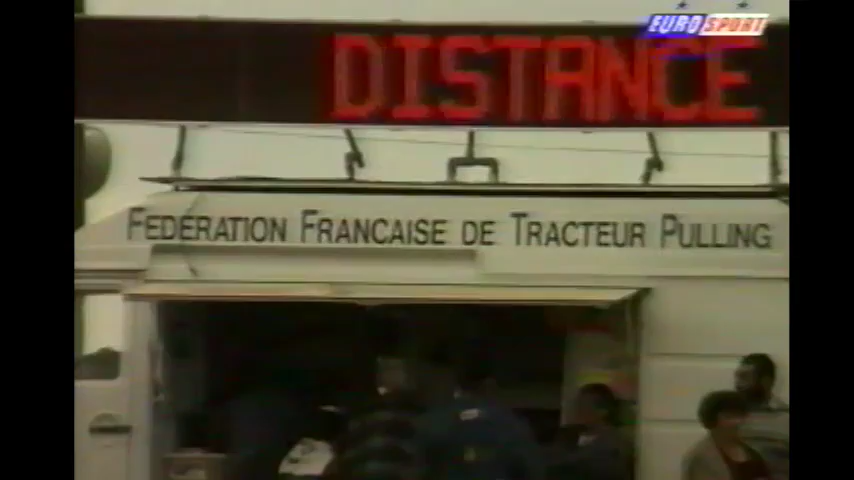 EUROSPORT
DISTANCE
FEDERATION FRANCAISE DE TRACTEUR PULLING